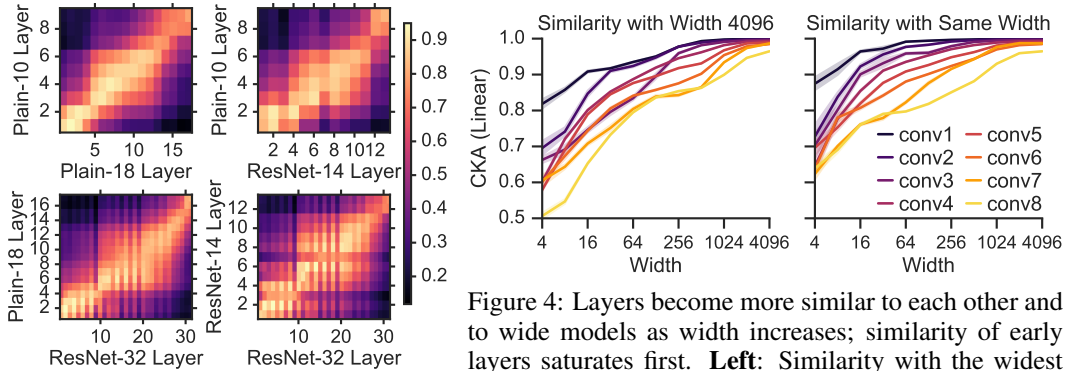 Plain-10 Layer
8
6
4
2
5
10
15
Plain-18 Layer
Plain-10 Layer
8
6
4
2
2
4
6
8
10 12
ResNet-14 Layer
Plain-18 Layer
16
14
12
10
8
6
4
2
10
20
30
ResNet-32 Layer
ResNet-14 Layer
12
10
8
6
4
2
10
20
30
ResNet-32 Layer
0.9
0.8
0.7
0.6
0.5
0.4
0.3
0.2
Similarity with Width 4096
CKA (Linear)
1.0
0.9
0.8
0.7
0.6
0.5
4
16
64
256
1024
4096
Width
Similarity with Same Width
conv1
conv2
conv3
conv4
conv5
conv6
conv7
conv8
4
16
64
256
1024
4096
Width
Figure 4: Layers become more similar to each other and
to wide models as width increases; similarity of early
layers saturates first. Left: Similarity with the widest